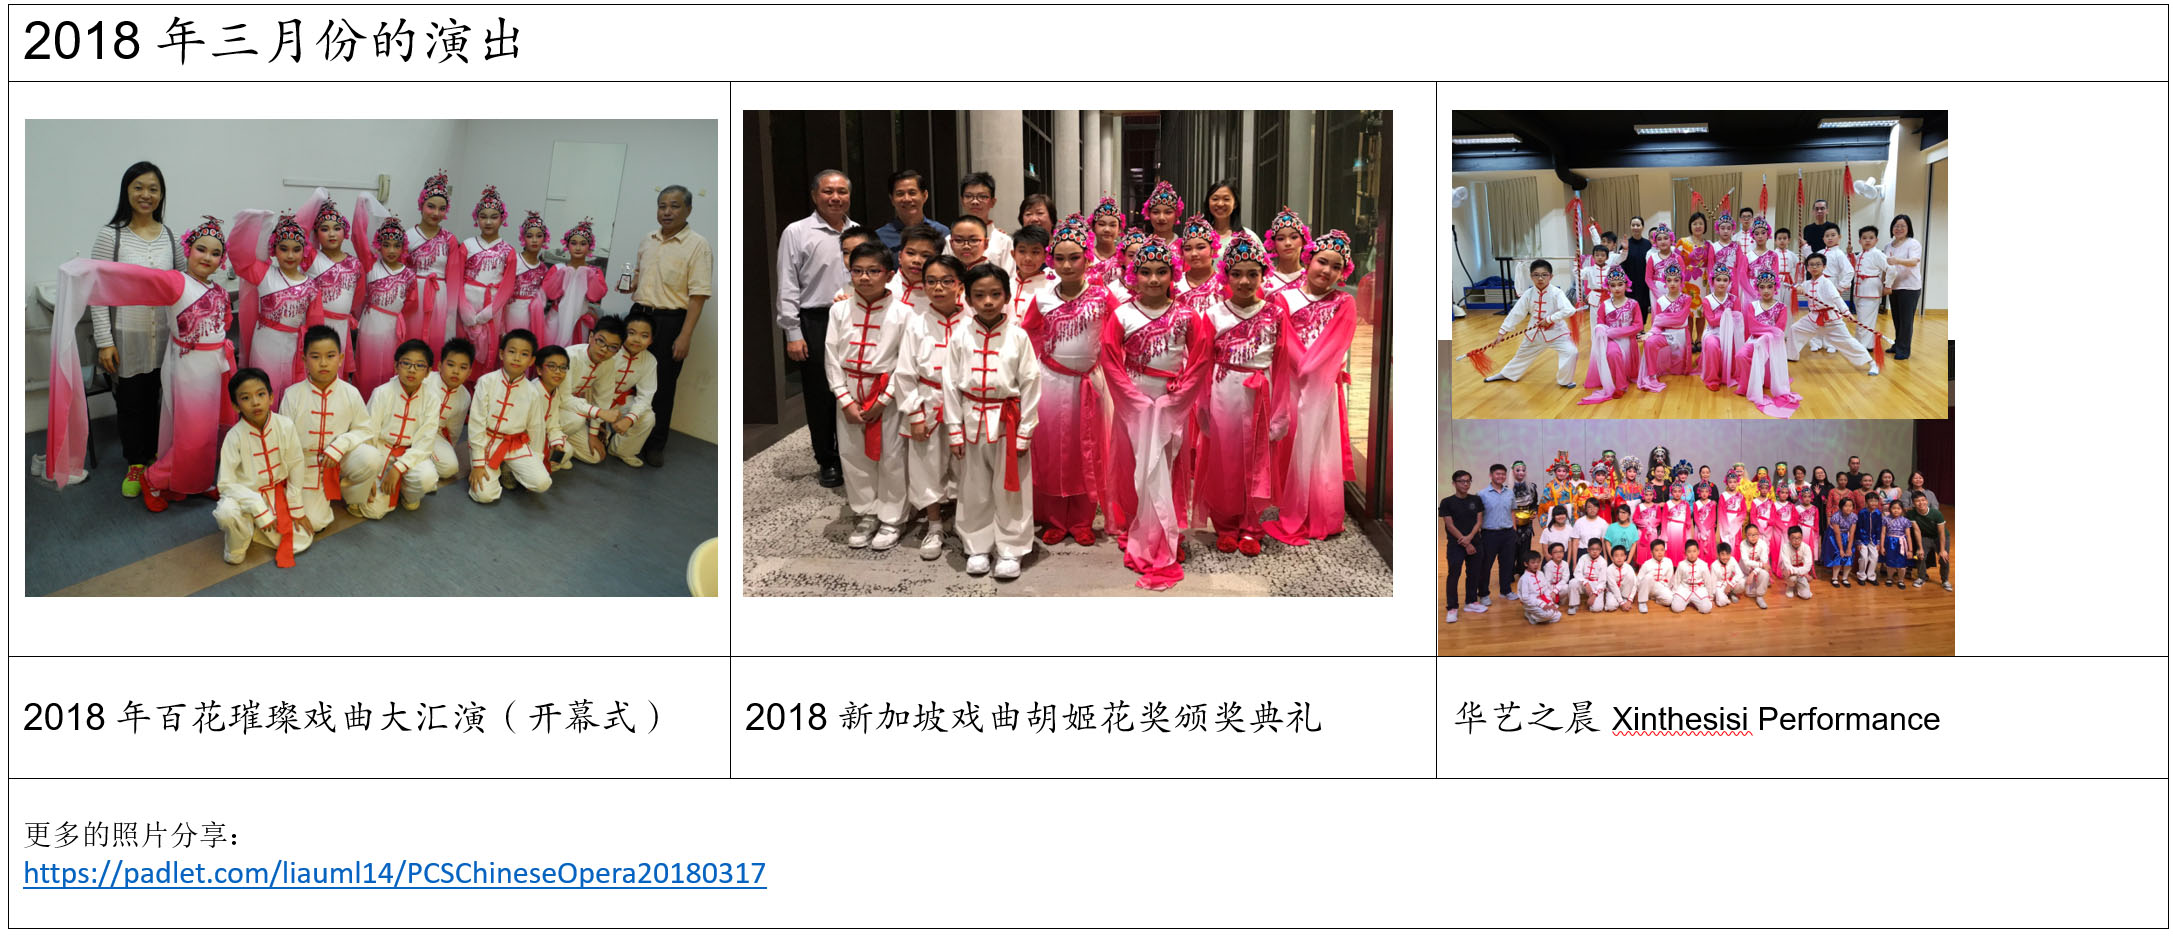 2018 年三月份的演出
2018 年百花璀璨戏曲大汇演（开幕式）
2018 新加坡戏曲胡姬花奖颁奖典礼
华艺之晨 Xinthesisi Performance
更多的照片分享：
https://padlet.com/liauml14/PCSChineseOpera20180317